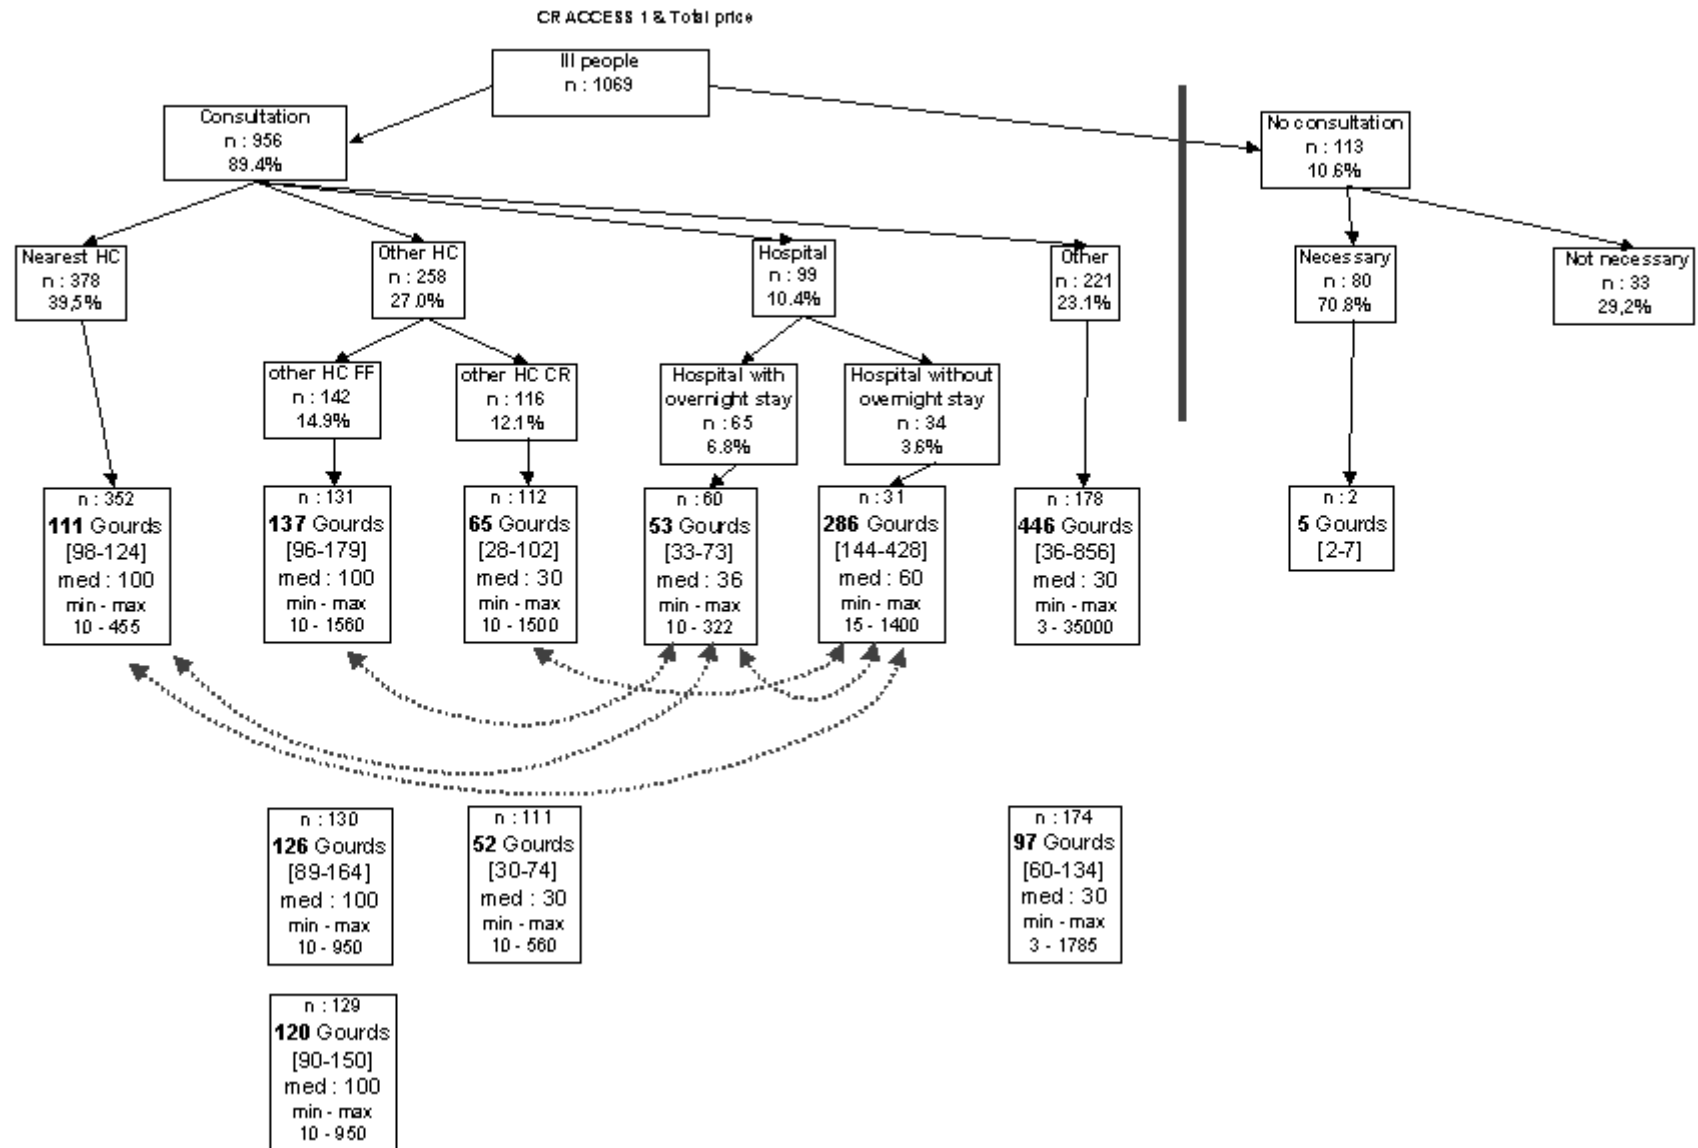 CR ACCESS 1 & Total price
Ill people
n : 1069
Consultation
n : 956
89.4%
No consultation
n : 113
10.6%
Nearest HC
n : 378
39,5%
Other HC
n : 258
27.0%
Hospital
n : 99
10.4%
Other
n : 221
23.1%
Necessary
n : 80
70.8%
Not necessary
n : 33
29,2%
other HC FF
n : 142
14.9%
other HC CR
n : 116
12.1%
Hospital with
overnight stay
n : 65
6.8%
Hospital without
overnight stay
n : 34
3.6%
n : 352
111 Gourds
[98-124]
med : 100
min - max
10 - 455
n : 131
137 Gourds
[96-179]
med : 100
min - max
10 - 1560
n : 112
65 Gourds
[28-102]
med : 30
min - max
10 - 1500
n : 60
53 Gourds
[33-73]
med : 36
min - max
10 - 322
n : 31
286 Gourds
[144-428]
med : 60
min - max
15 - 1400
n : 178
446 Gourds
[36-856]
med : 30
min - max
3 - 35000
n : 2
5 Gourds
[2-7]
n : 130
126 Gourds
[89-164]
med : 100
min - max
10 - 950
n : 111
52 Gourds
[30-74]
med : 30
min - max
10 - 560
n : 174
97 Gourds
[60-134]
med : 30
min - max
3 - 1785
n : 129
120 Gourds
[90-150]
med : 100
min - max
10 - 950